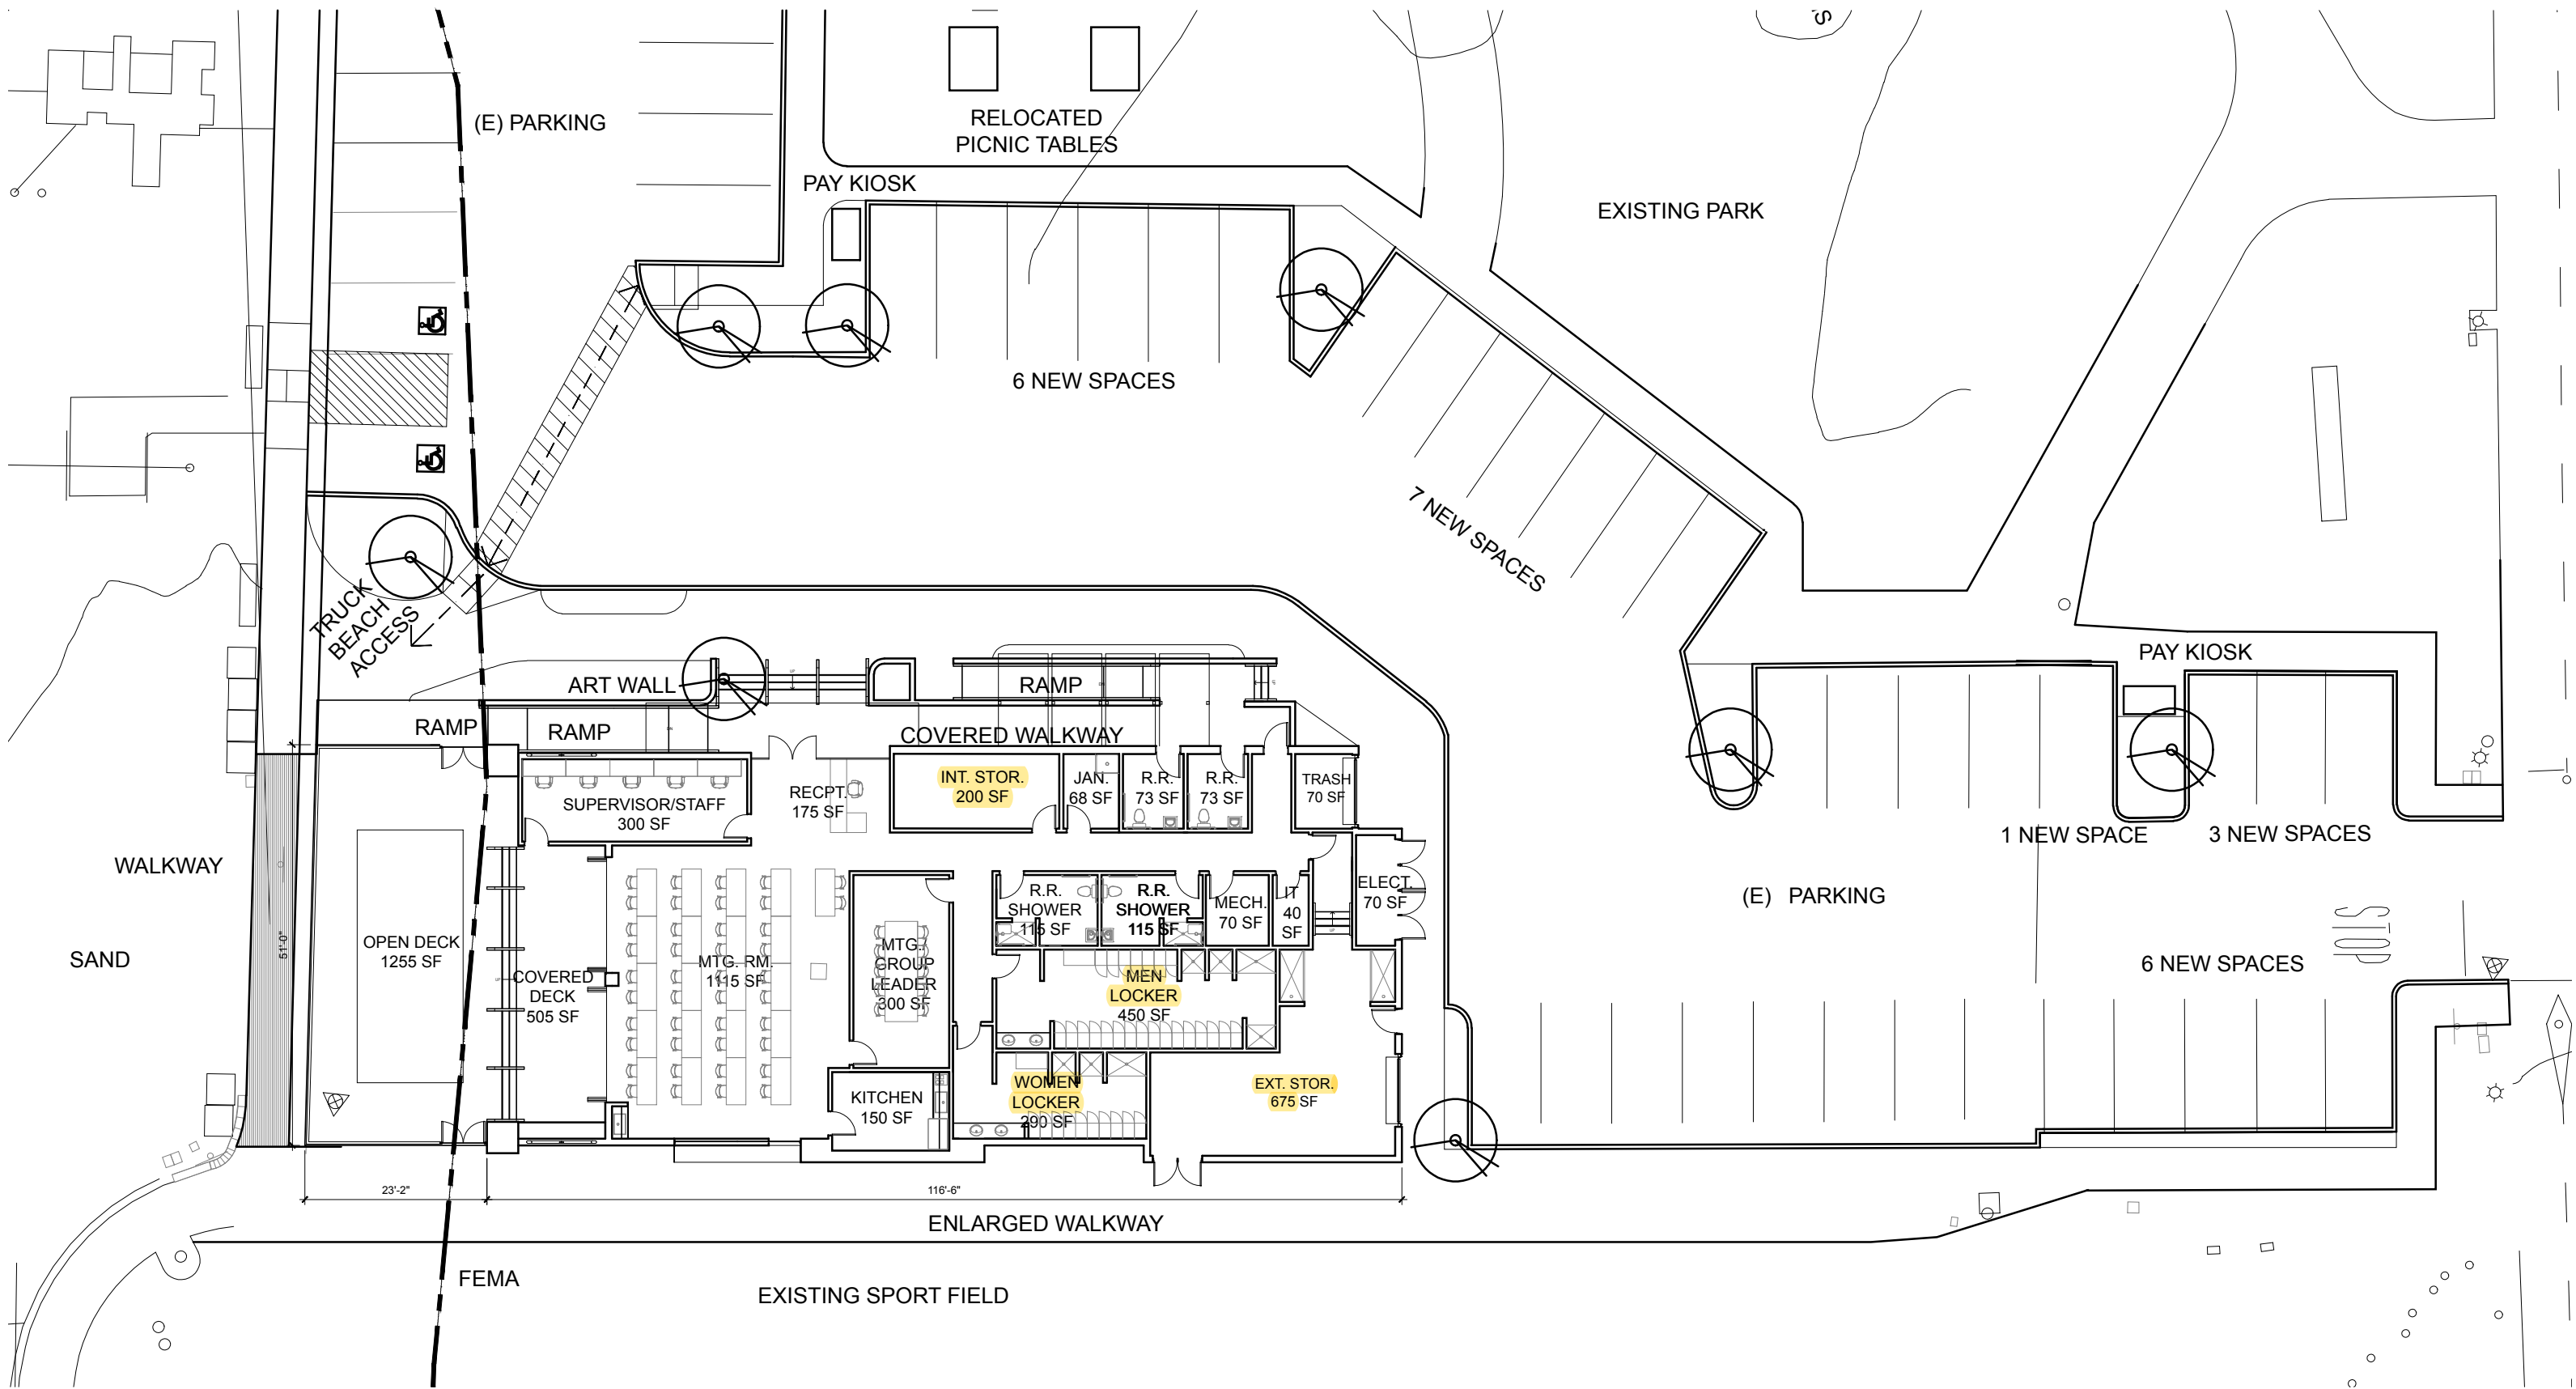 (E) PARKING
RELOCATED
PICNIC TABLES
PAY KIOSK
EXISTING PARK
6 NEW SPACES
7 NEW SPACES
TRUCK
BEACH
ACCESS
ART WALL
RAMP
RAMP
RAMP
COVERED WALKWAY
PAY KIOSK
INT. STOR.
200 SF
JAN.
68 SF
R.R.
73 SF
R.R.
73 SF
TRASH
70 SF
RECPT.
175 SF
SUPERVISOR/STAFF
300 SF
1 NEW SPACE
3 NEW SPACES
WALKWAY
SAND
51'-0"
OPEN DECK
1255 SF
COVERED
DECK
505 SF
MTG. RM.
1115 SF
MTG./
GROUP
LEADER
300 SF
R.R.
SHOWER
115 SF
R.R.
SHOWER
115 SF
MECH.
70 SF
IT
40
SF
ELECT.
70 SF
(E) PARKING
STOP
6 NEW SPACES
MEN
LOCKER
450 SF
WOMEN
LOCKER
290 SF
EXT. STOR.
675 SF
KITCHEN
150 SF
23'-2"
116'-6"
ENLARGED WALKWAY
FEMA
EXISTING SPORT FIELD